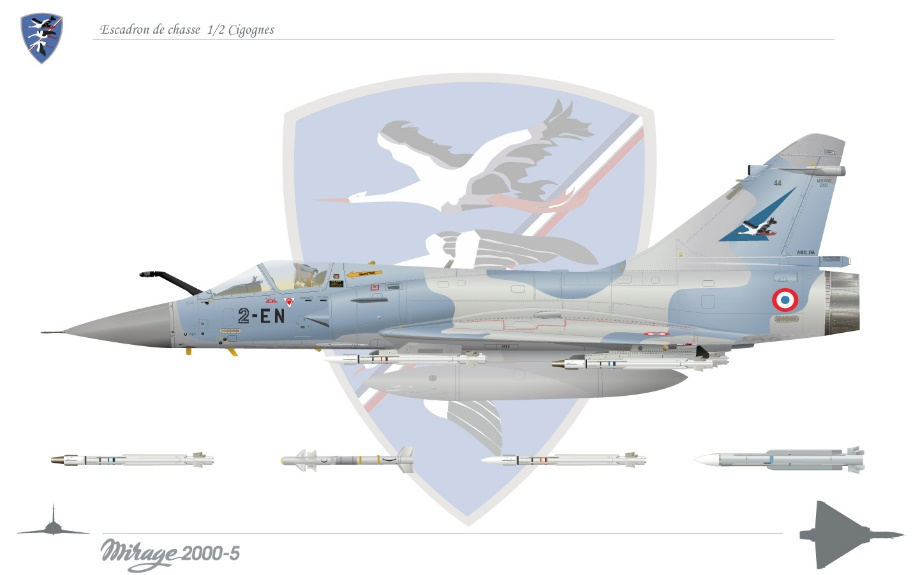 Escadron de chasse 1/2 Cigognes
44
2-EN
Mirage 2000-5